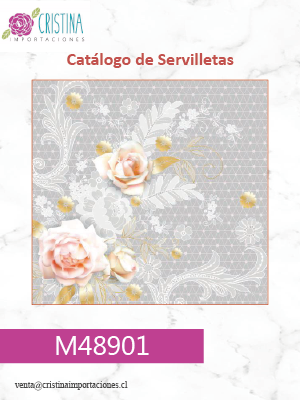 CRISTINA
IMPORTACIONES
Catálogo de Servilletas
M48901
venta@cristinaimportaciones.cl